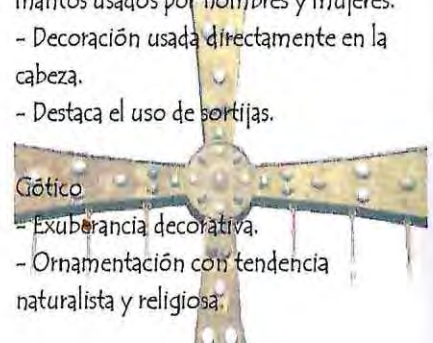 mantos usados por hombres y mujeres.
- Decoración usada directamente en la
cabeza.
- Destaca el uso de sortijas.
Gótico
- Exuberancia decorativa.
- Ornamentación con tendencia
naturalista y religiosa.